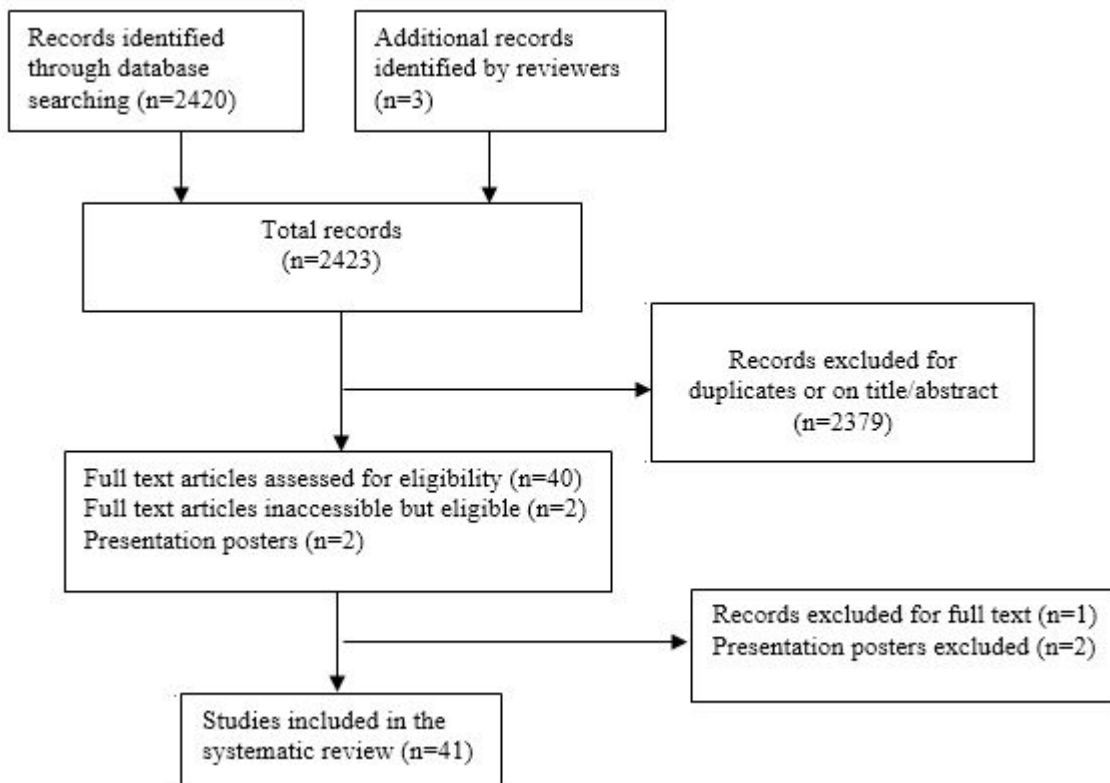 Records identified
through database
searching (n=2420)
Additional records
identified by reviewers
(n=3)
Total records
(n=2423)
Records excluded for
duplicates or on title/abstract
(n=2379)
Full text articles assessed for eligibility (n=40)
Full text articles inaccessible but eligible (n=2)
Presentation posters (n=2)
Records excluded for full text (n=1)
Presentation posters excluded (n=2)
Studies included in the
systematic review (n=41)